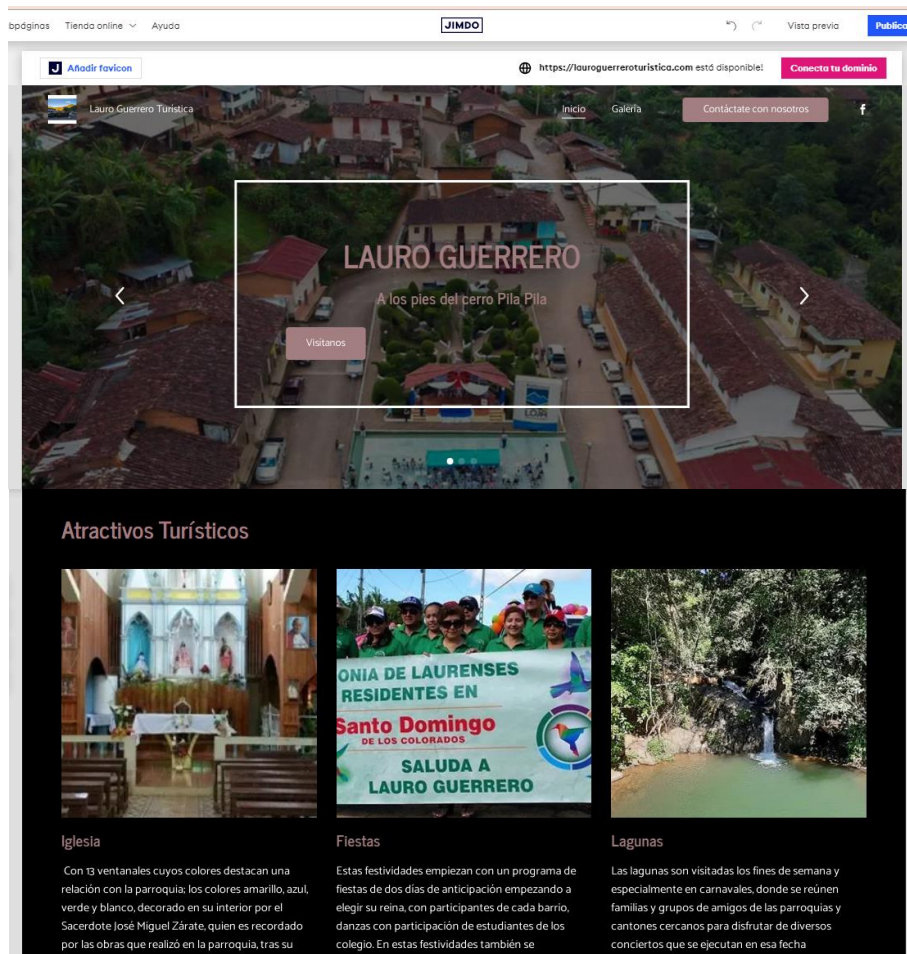 bpáginas Tienda online Ayuda JIMDO Vista previa Publica
J Añadir favicon https://lauroguerreroturistica.com está disponible! Conecta tu dominio
Lauro Guerrero Turistica Inicio Galería Contáctate con nosotros f
LAURO GUERRERO
A los pies del cerro Pila Pila
Visítanos
LOJA
Atractivos Turísticos
ONIA DE LAURENSES
RESIDENTES EN
Santo Domingo
DE LOS COLORADOS
SALUDA A
LAURO GUERRERO
Iglesia
Con 13 ventanales cuyos colores destacan una
relación con la parroquia; los colores amarillo, azul,
verde y blanco, decorado en su interior por el
Sacerdote José Miguel Zárate, quien es recordado
por las obras que realizó en la parroquia, tras su
Fiestas
Estas festividades empiezan con un programa de
fiestas de dos días de anticipación empezando a
elegir su reina, con participantes de cada barrio,
danzas con participación de estudiantes de los
colegio. En estas festividades también se
Lagunas
Las lagunas son visitadas los fines de semana y
especialmente en carnavales, donde se reúnen
familias y grupos de amigos de las parroquias y
cantones cercanos para disfrutar de diversos
conciertos que se ejecutan en esa fecha